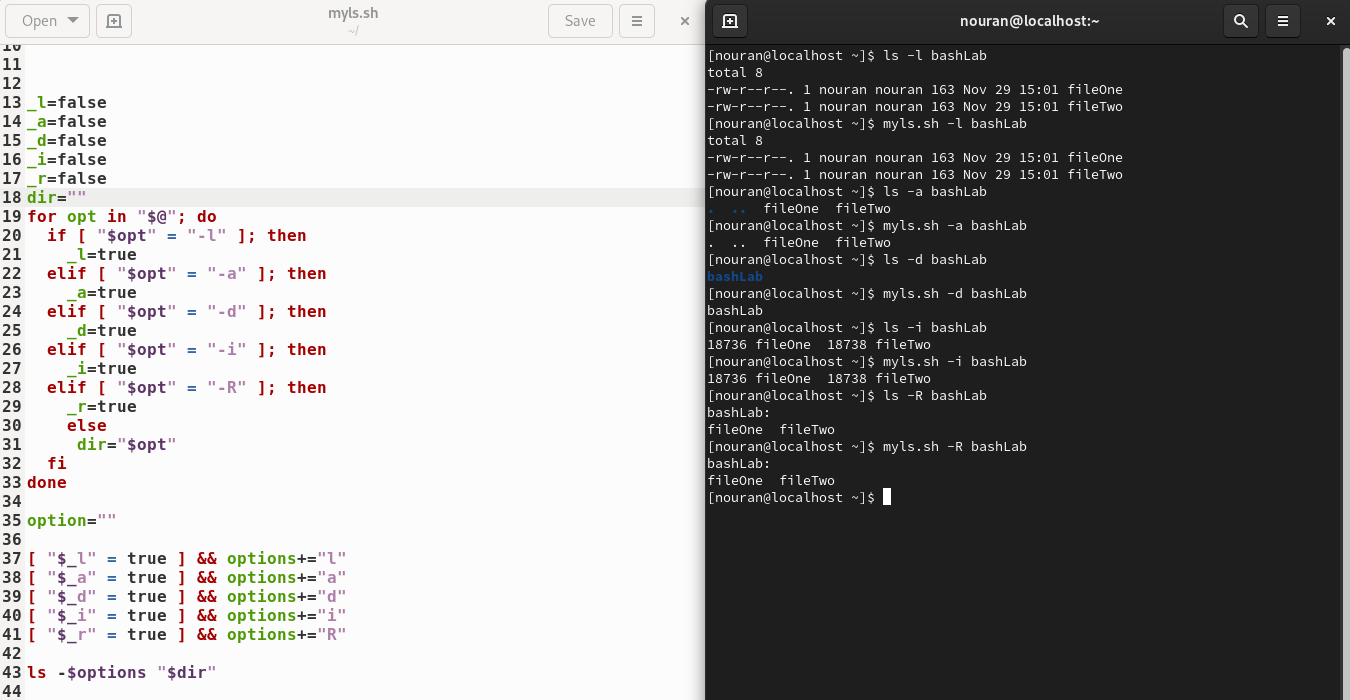 Open
myls.sh
~/
Save
10
11
12
13 _l=false
14 _a=false
15 _d=false
16 _i=false
17 _r=false
18 dir=""
19 for opt in "$@"; do
20   if [ "$opt" = "-l" ]; then
21     _l=true
22   elif [ "$opt" = "-a" ]; then
23     _a=true
24   elif [ "$opt" = "-d" ]; then
25     _d=true
26   elif [ "$opt" = "-i" ]; then
27     _i=true
28   elif [ "$opt" = "-R" ]; then
29     _r=true
30     else
31      dir="$opt"
32   fi
33 done
34
35 option=""
36
37 [ "$_l" = true ] && options+="l"
38 [ "$_a" = true ] && options+="a"
39 [ "$_d" = true ] && options+="d"
40 [ "$_i" = true ] && options+="i"
41 [ "$_r" = true ] && options+="R"
42
43 ls -$options "$dir"
44
nouran@localhost:~
[nouran@localhost ~]$ ls -l bashLab
total 8
-rw-r--r--. 1 nouran nouran 163 Nov 29 15:01 fileOne
-rw-r--r--. 1 nouran nouran 163 Nov 29 15:01 fileTwo
[nouran@localhost ~]$ myls.sh -l bashLab
total 8
-rw-r--r--. 1 nouran nouran 163 Nov 29 15:01 fileOne
-rw-r--r--. 1 nouran nouran 163 Nov 29 15:01 fileTwo
[nouran@localhost ~]$ ls -a bashLab
.  ..  fileOne  fileTwo
[nouran@localhost ~]$ myls.sh -a bashLab
.  ..  fileOne  fileTwo
[nouran@localhost ~]$ ls -d bashLab
bashLab
[nouran@localhost ~]$ myls.sh -d bashLab
bashLab
[nouran@localhost ~]$ ls -i bashLab
18736 fileOne  18738 fileTwo
[nouran@localhost ~]$ myls.sh -i bashLab
18736 fileOne  18738 fileTwo
[nouran@localhost ~]$ ls -R bashLab
bashLab:
fileOne  fileTwo
[nouran@localhost ~]$ myls.sh -R bashLab
bashLab:
fileOne  fileTwo
[nouran@localhost ~]$